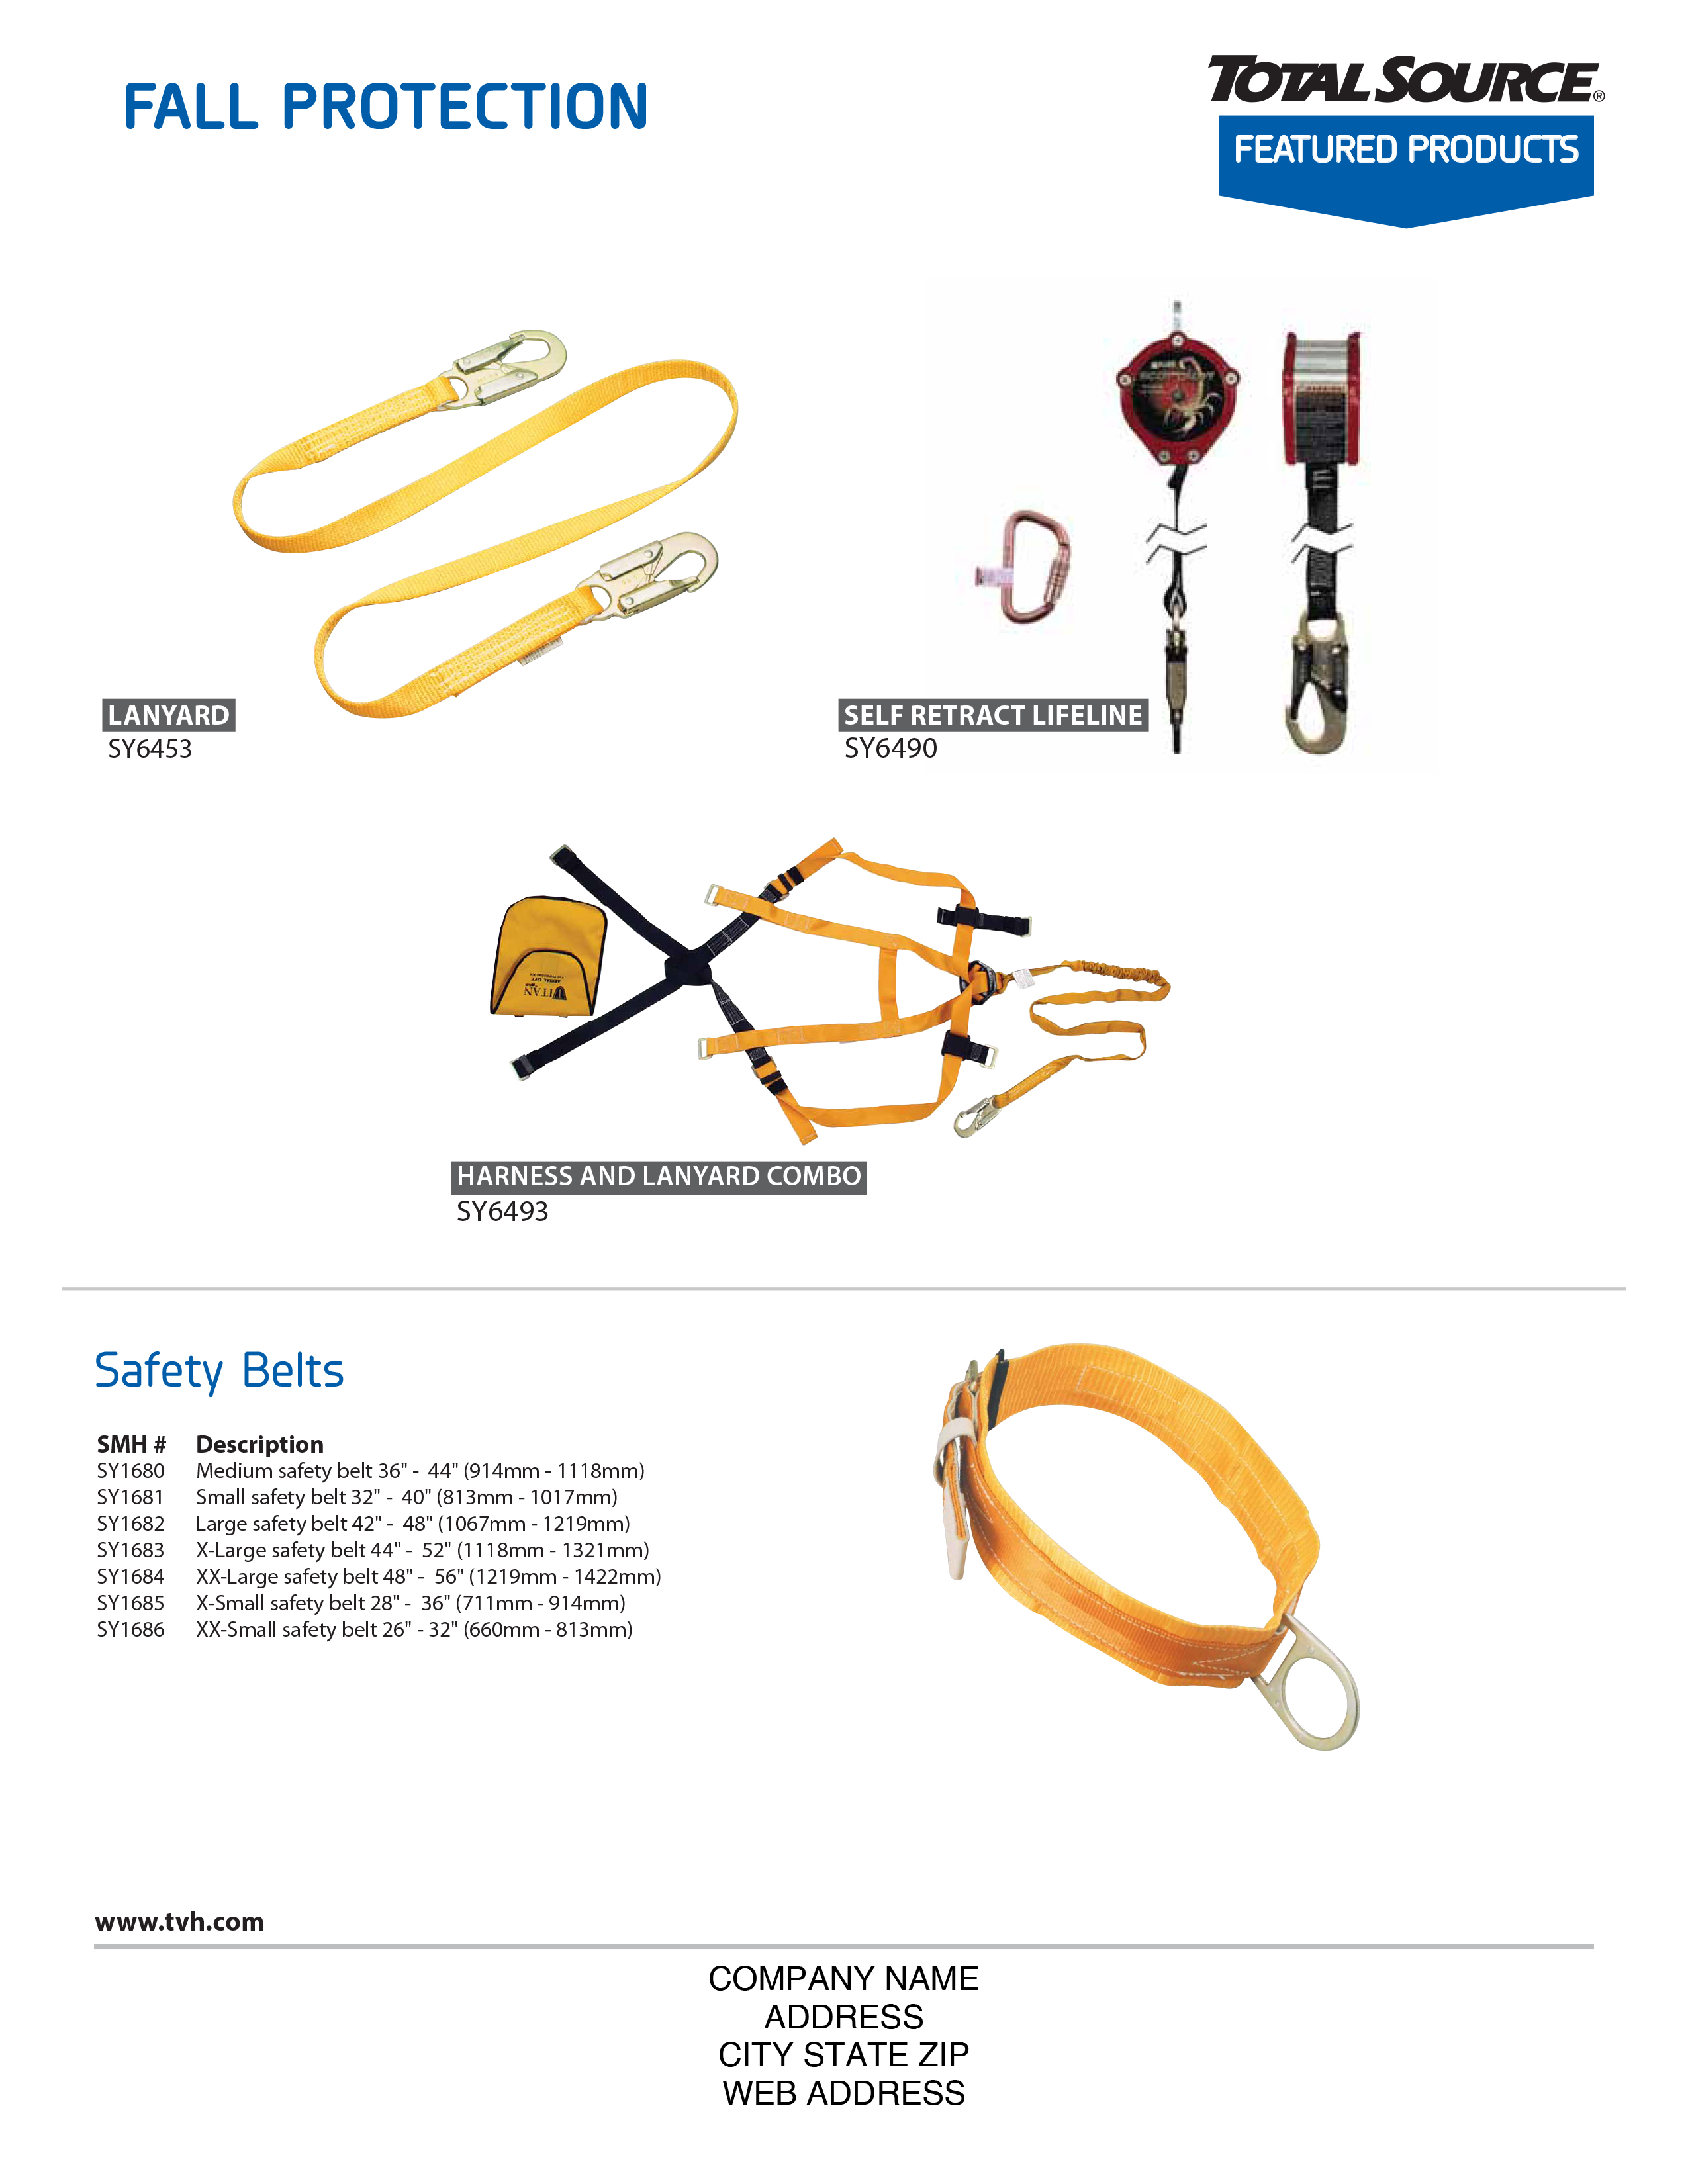 FALL PROTECTION
TOTALSOURCE®
FEATURED PRODUCTS
LANYARD
SY6453
SELF RETRACT LIFELINE
SY6490
TITAN
AERIAL LIFT
HARNESS AND LANYARD COMBO
SY6493
Safety Belts
SMH # Description
SY1680 Medium safety belt 36" - 44" (914mm - 1118mm)
SY1681 Small safety belt 32" - 40" (813mm - 1017mm)
SY1682 Large safety belt 42" - 48" (1067mm - 1219mm)
SY1683 X-Large safety belt 44" - 52" (1118mm - 1321mm)
SY1684 XX-Large safety belt 48" - 56" (1219mm - 1422mm)
SY1685 X-Small safety belt 28" - 36" (711mm - 914mm)
SY1686 XX-Small safety belt 26" - 32" (660mm - 813mm)
www.tvh.com
COMPANY NAME
ADDRESS
CITY STATE ZIP
WEB ADDRESS